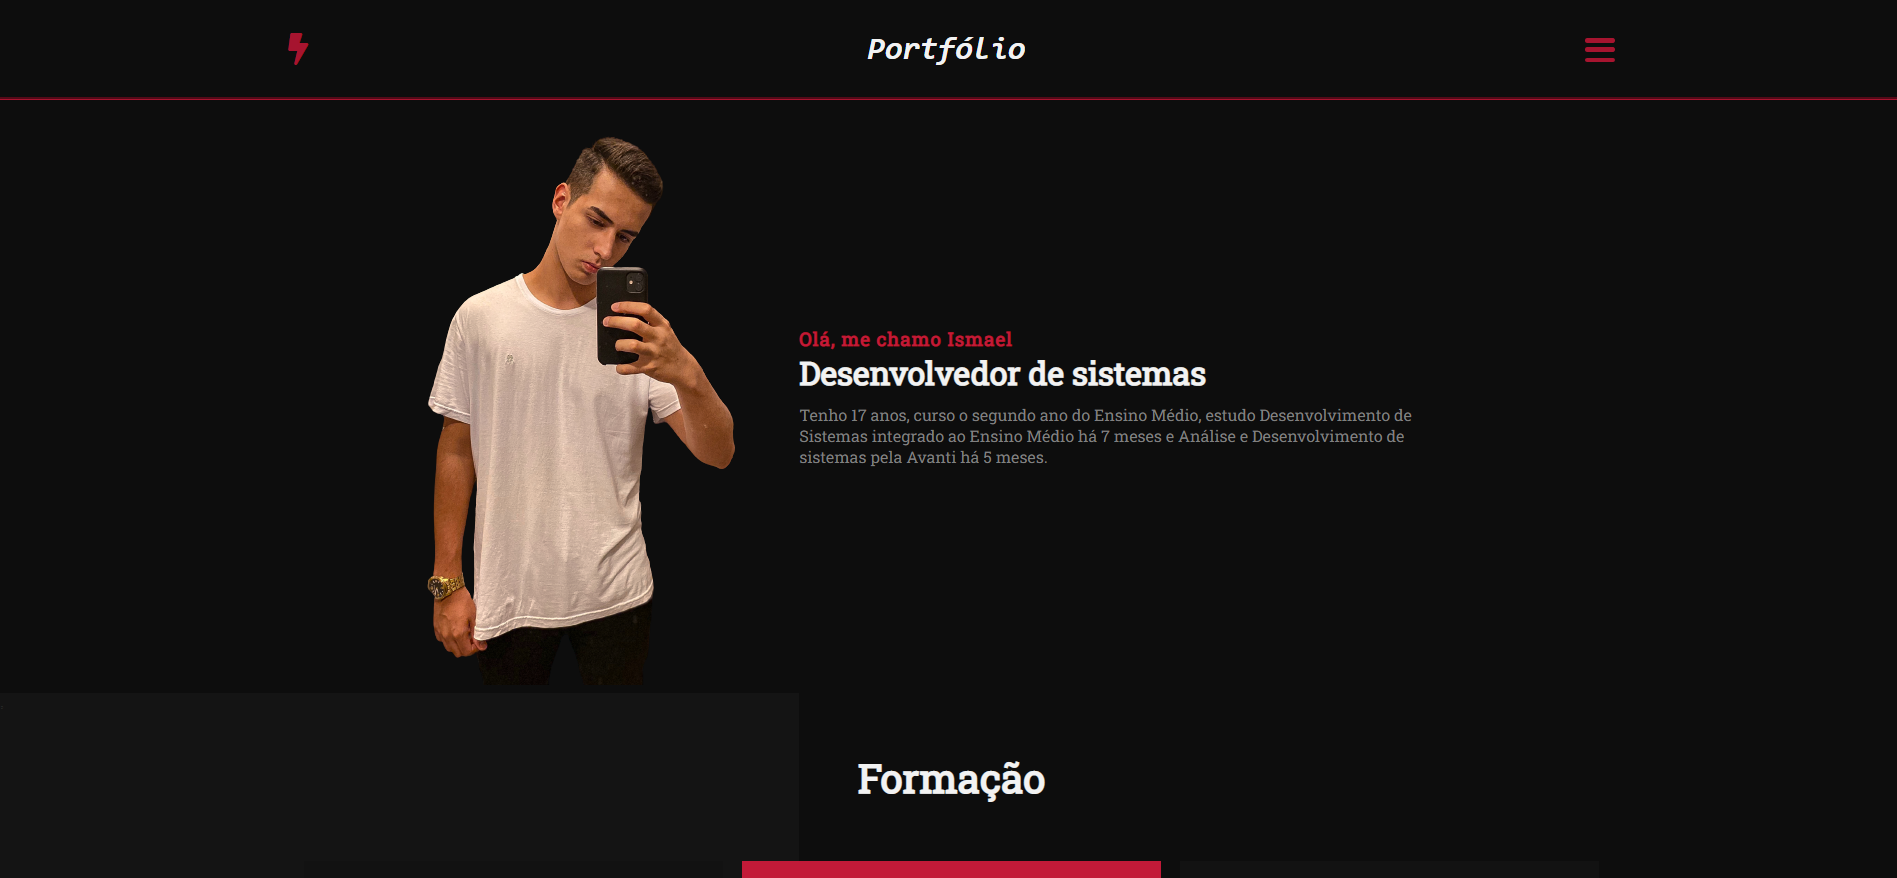 Portfólio
Olá, me chamo Ismael
Desenvolvedor de sistemas
Tenho 17 anos, curso o segundo ano do Ensino Médio, estudo Desenvolvimento de
Sistemas integrado ao Ensino Médio há 7 meses e Análise e Desenvolvimento de
sistemas pela Avanti há 5 meses.
Formação